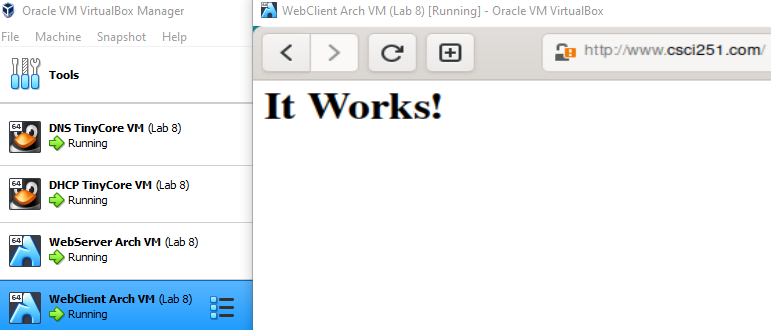 Oracle VM VirtualBox Manager
File Machine Snapshot Help
Tools
64
DNS TinyCore VM (Lab 8)
Running
64
DHCP TinyCore VM (Lab 8)
Running
64
WebServer Arch VM (Lab 8)
Running
64
WebClient Arch VM (Lab 8)
Running
WebClient Arch VM (Lab 8) [Running] - Oracle VM VirtualBox
http://www.csci251.com/
It Works!